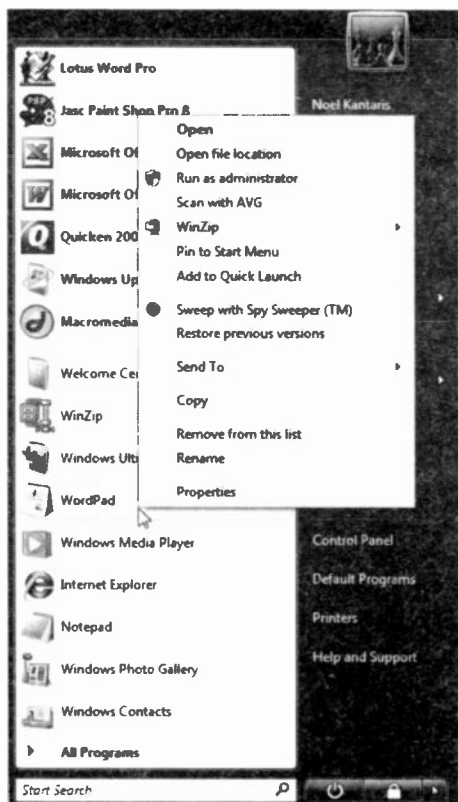 Lotus Word Pro
PSP
8
Jasc Paint Shop Pro 8
Noel Kantaris
Microsoft Of
Microsoft Of
Quicken 200
Windows Up
Macromedia
Welcome Cer
WinZip
Windows Ulti
WordPad
Windows Media Player
Internet Explorer
Notepad
Windows Photo Gallery
Windows Contacts
All Programs
Start Search
Open
Open file location
Run as administrator
Scan with AVG
WinZip
Pin to Start Menu
Add to Quick Launch
Sweep with Spy Sweeper (TM)
Restore previous versions
Send To
Copy
Remove from this list
Rename
Properties
Control Panel
Default Programs
Printers
Help and Support